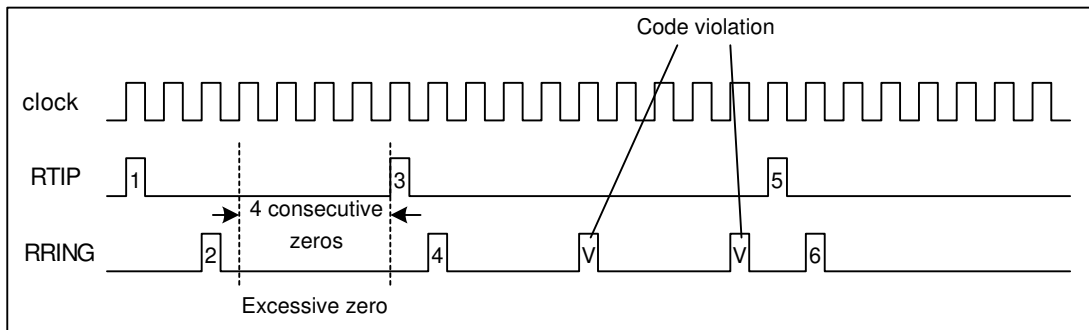 Code violation
clock
RTIP
1
3
5
4 consecutive
zeros
RRING
2
4
V
V
6
Excessive zero